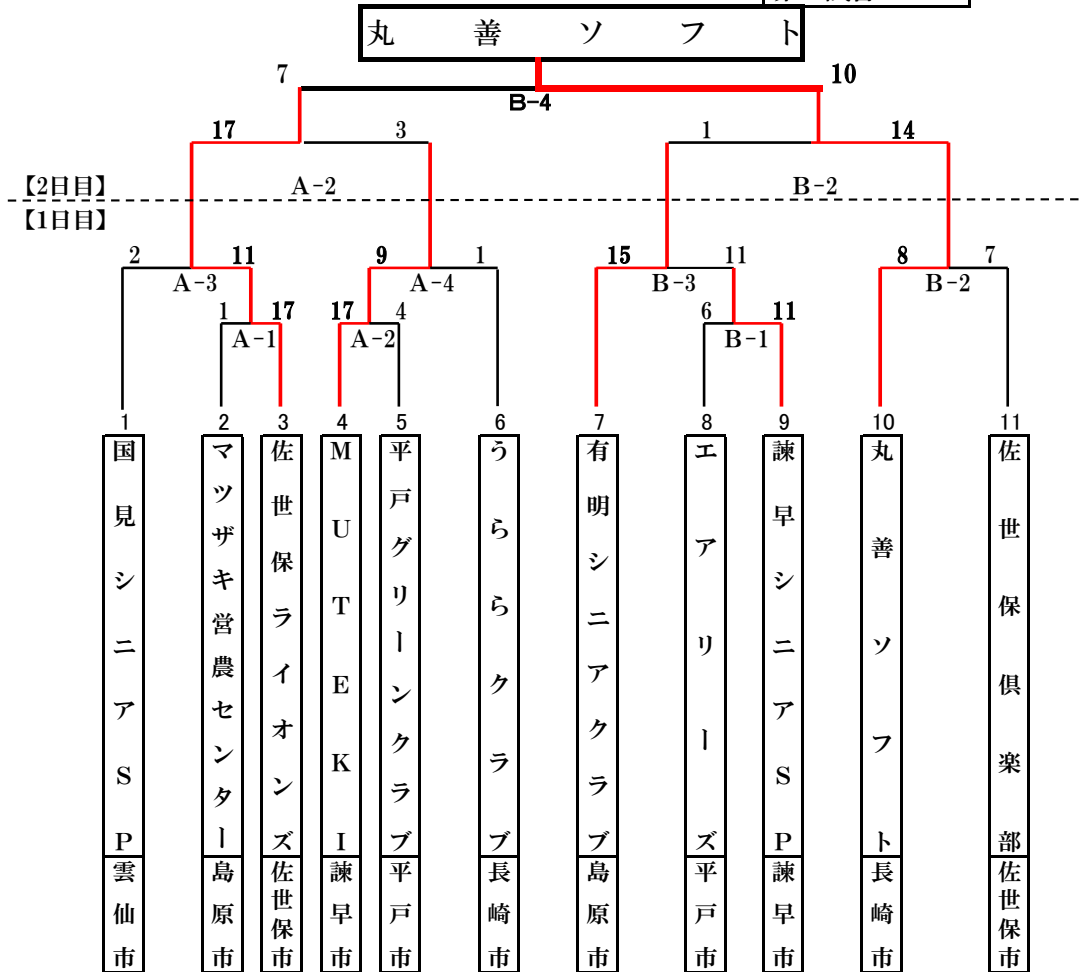 丸善ソフト
7
10
B-4
17
3
1
14
【2日目】
A-2
B-2
【1日目】
2
11
9
1
15
11
8
7
A-3
A-4
B-3
B-2
1
17
17
4
6
11
A-1
A-2
B-1
1
2
3
4
5
6
7
8
9
10
11
国見シニアSP
マツザキ営農センター
佐世保ライオンズ
MUTEKI
平戸グリーンクラブ
うららクラブ
有明シニアクラブ
エアリーズ
諫早シニアSP
丸善ソフト
佐世保倶楽部
雲仙市
島原市
佐世保市
諫早市
平戸市
長崎市
島原市
平戸市
諫早市
長崎市
佐世保市